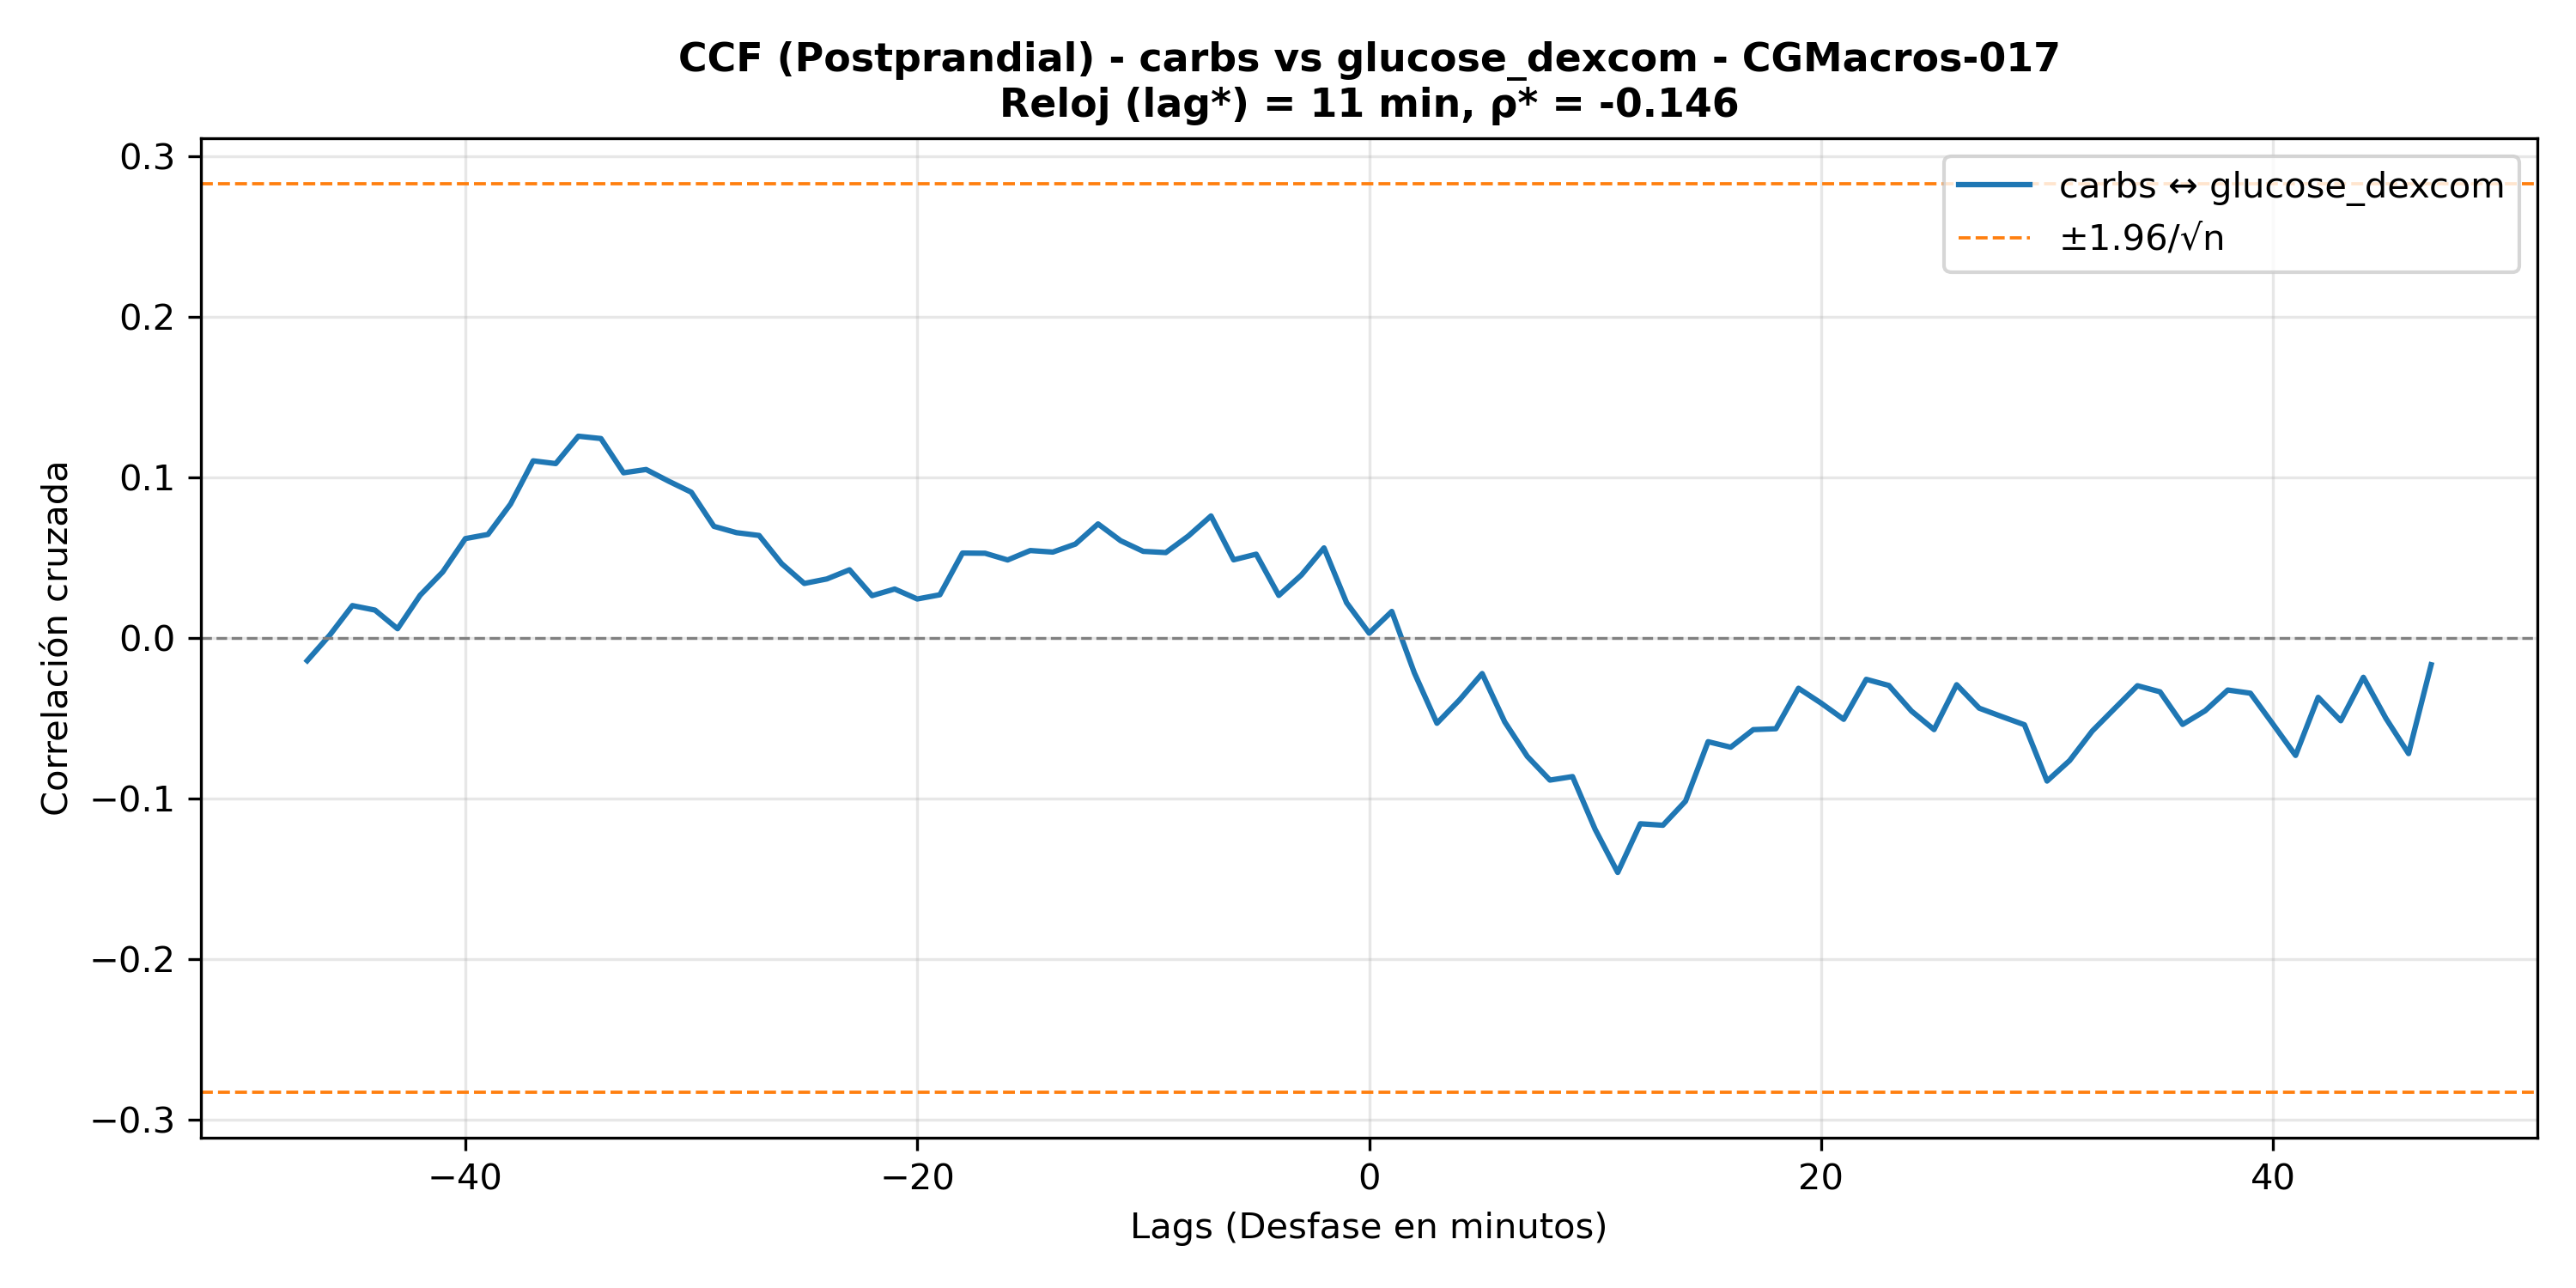 CCF (Postprandial) - carbs vs glucose_dexcom - CGMacros-017
Reloj (lag*) = 11 min, ρ* = -0.146
carbs ↔ glucose_dexcom
±1.96/√n
Correlación cruzada
0.3
0.2
0.1
0.0
−0.1
−0.2
−0.3
−40
−20
0
20
40
Lags (Desfase en minutos)